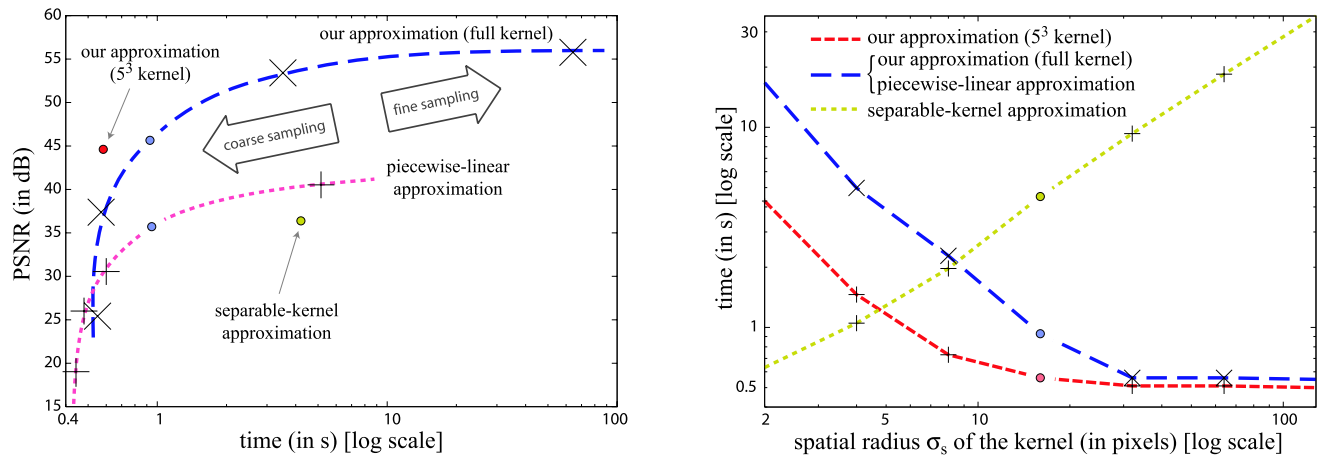 60
55
50
45
40
35
30
25
20
15
PSNR (in dB)
our approximation
(5³ kernel)
our approximation (full kernel)
fine sampling
coarse sampling
piecewise-linear
approximation
separable-kernel
approximation
0.4 1 10 100
time (in s) [log scale]
30
10
1
0.5
time (in s) [log scale]
our approximation (5³ kernel)
our approximation (full kernel)
piecewise-linear approximation
separable-kernel approximation
2 5 10 100
spatial radius σₛ of the kernel (in pixels) [log scale]